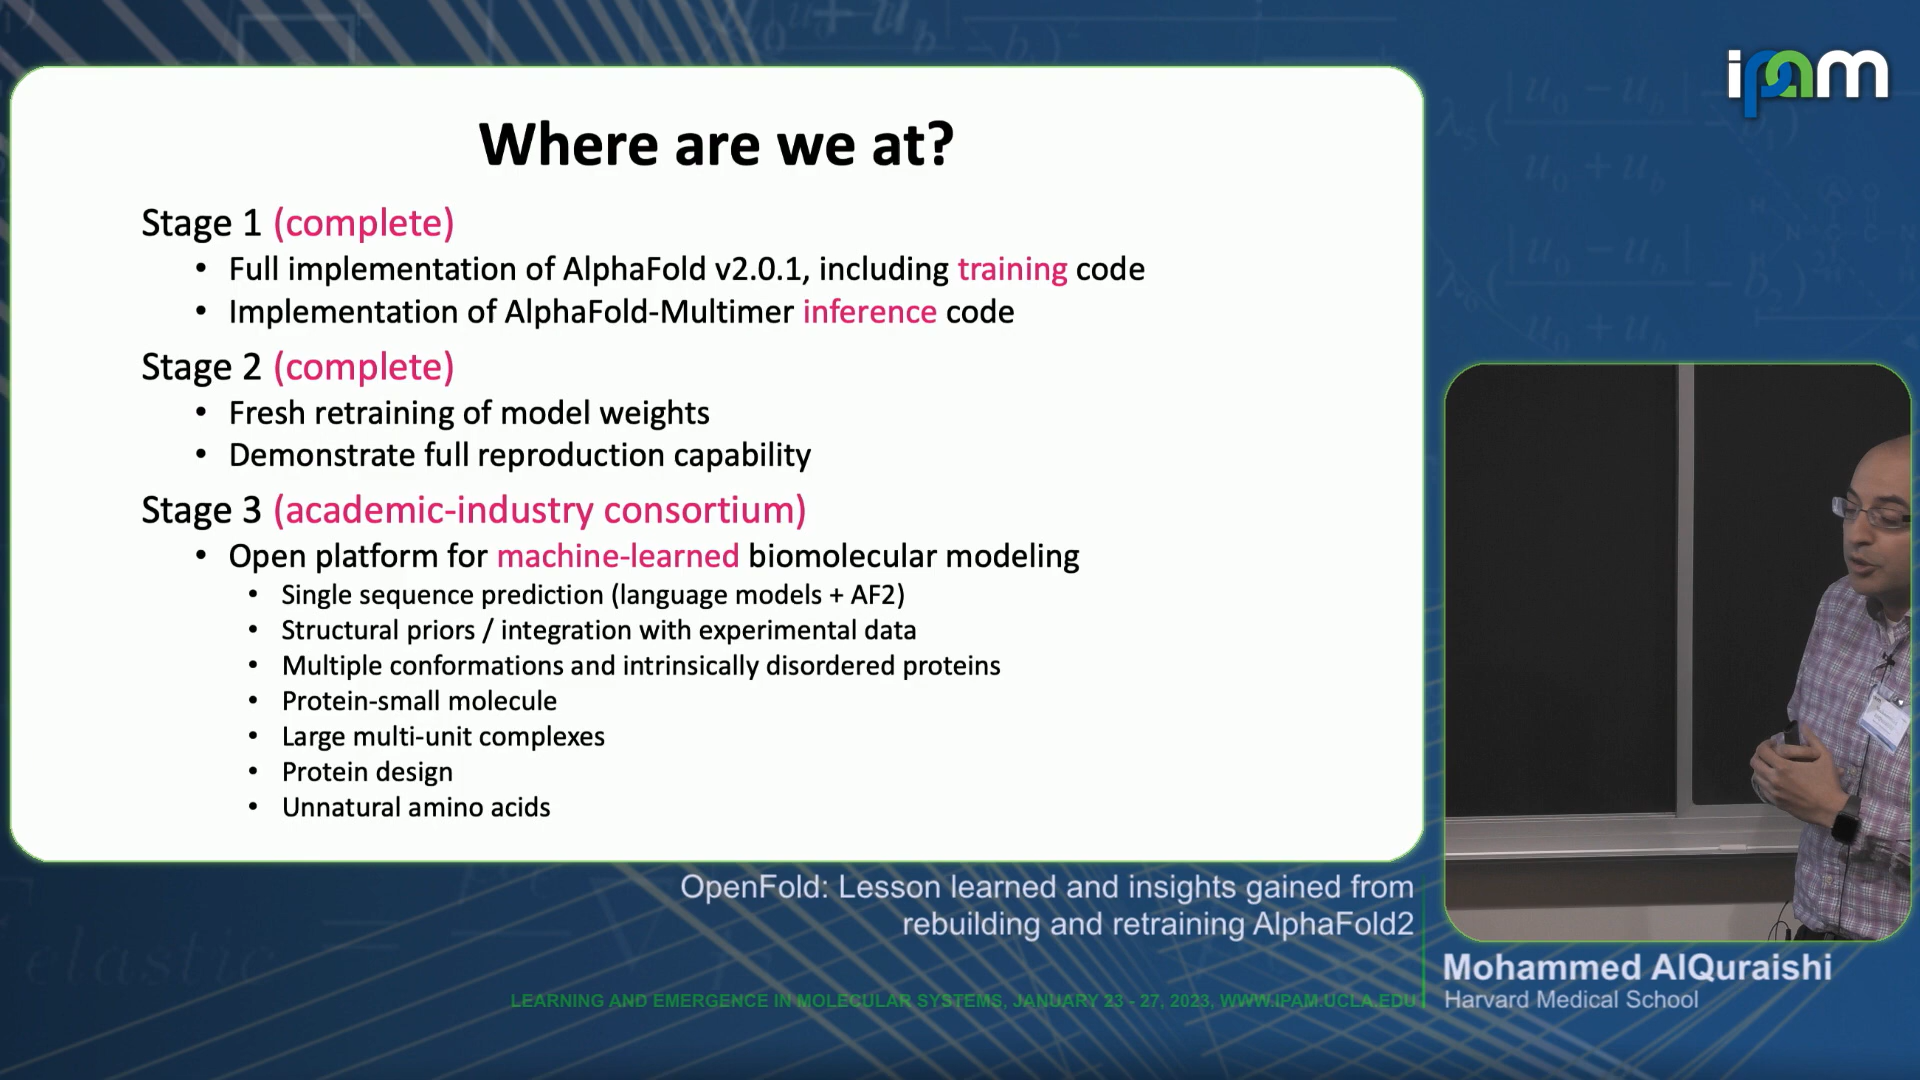 ipam
Where are we at?
Stage 1 (complete)
• Full implementation of AlphaFold v2.0.1, including training code
• Implementation of AlphaFold-Multimer inference code
Stage 2 (complete)
• Fresh retraining of model weights
• Demonstrate full reproduction capability
Stage 3 (academic-industry consortium)
• Open platform for machine-learned biomolecular modeling
• Single sequence prediction (language models + AF2)
• Structural priors / integration with experimental data
• Multiple conformations and intrinsically disordered proteins
• Protein-small molecule
• Large multi-unit complexes
• Protein design
• Unnatural amino acids
OpenFold: Lesson learned and insights gained from
rebuilding and retraining AlphaFold2
Mohammed AlQuraishi
Harvard Medical School
LEARNING AND EMERGENCE IN MOLECULAR SYSTEMS, JANUARY 23 - 27, 2023, WWW.IPAM.UCLA.EDU
elastic